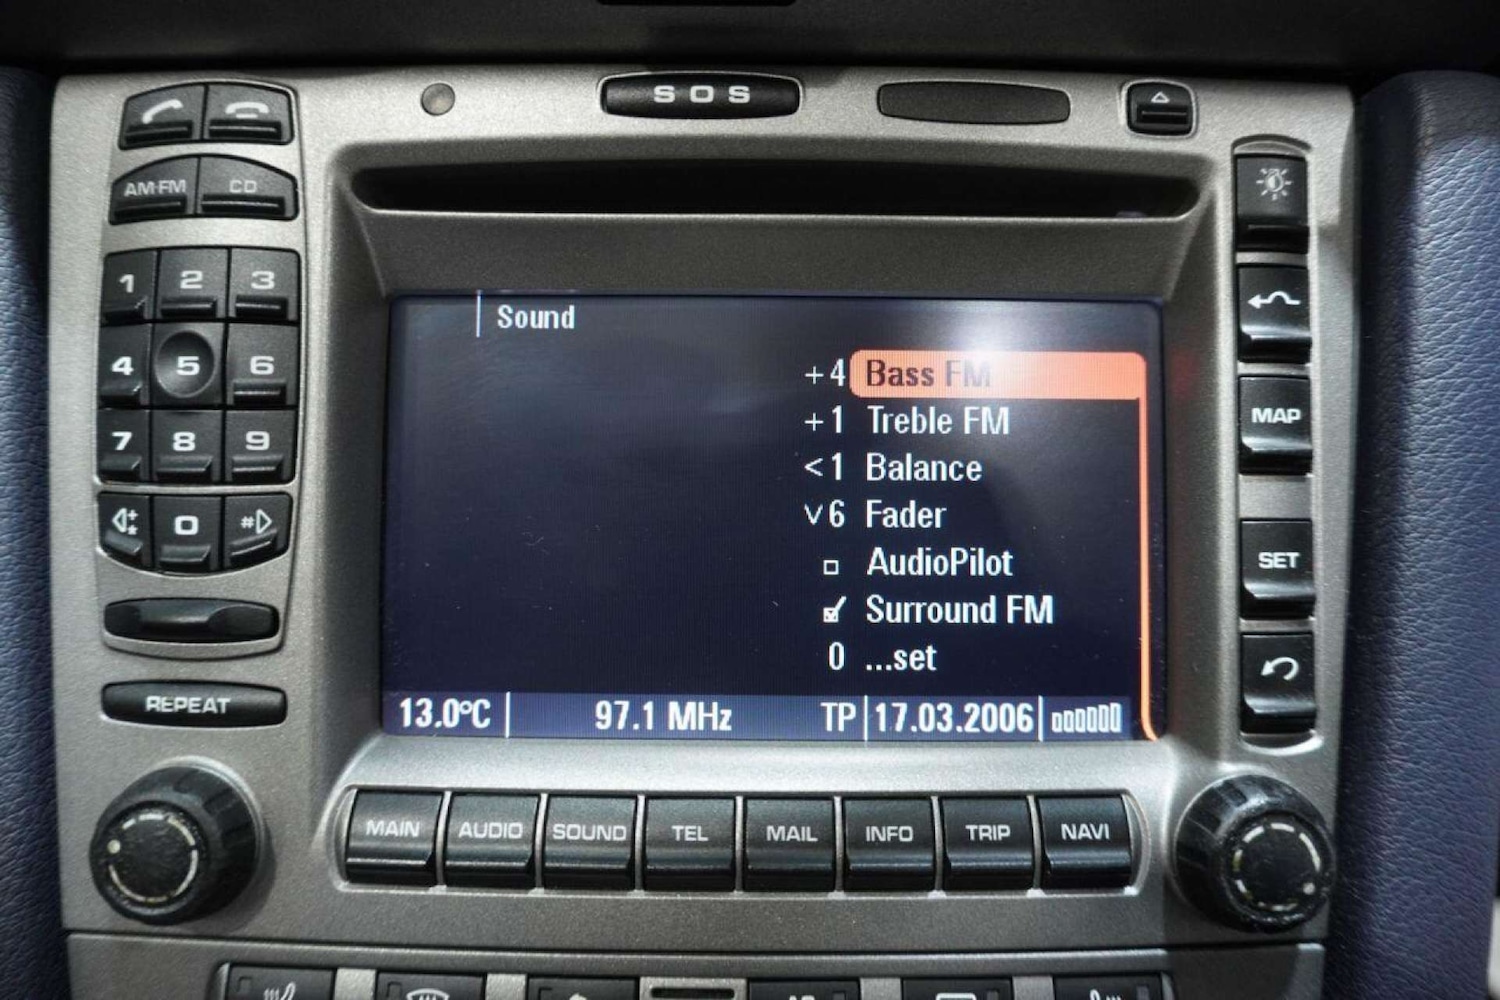 SOS
AM·FM CD
1 2 3
4 5 6
7 8 9
* 0 #
REPEAT
Sound
+4 Bass FM
+1 Treble FM
<1 Balance
∨6 Fader
AudioPilot
Surround FM
0 ...set
13.0°C 97.1 MHz TP 17.03.2006
MAP
SET
MAIN AUDIO SOUND TEL MAIL INFO TRIP NAVI